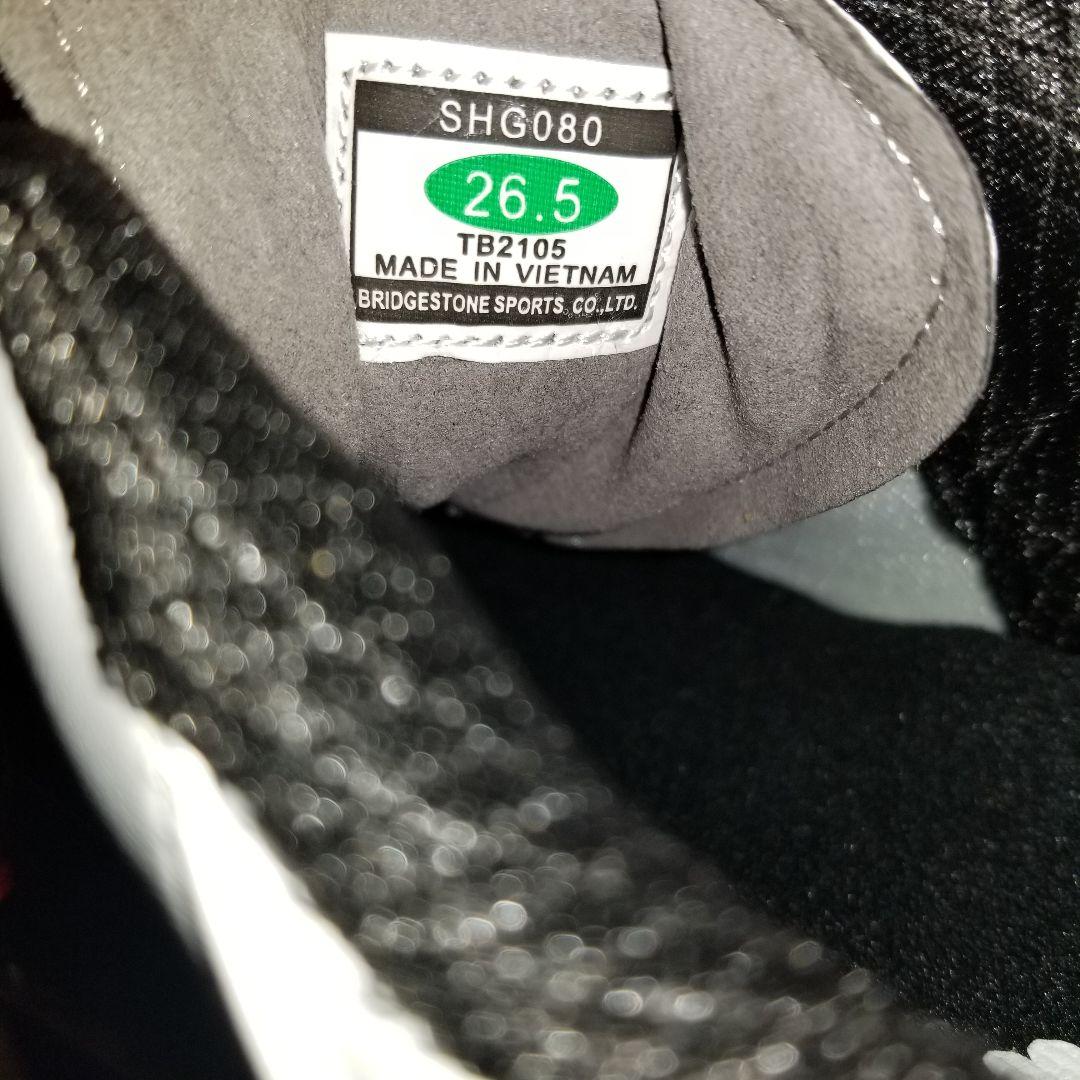 SHG080
26.5
TB2105
MADE IN VIETNAM
BRIDGESTONE SPORTS CO.,LTD.